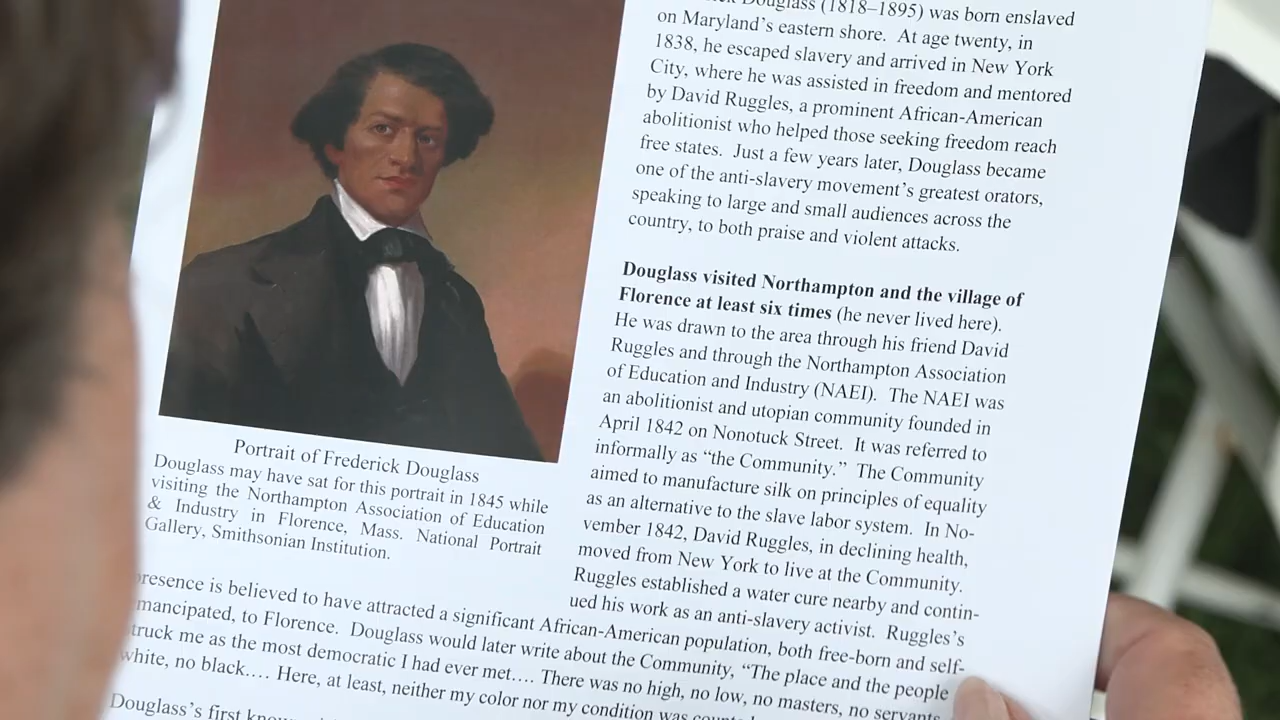 Douglass (1818–1895) was born enslaved
on Maryland’s eastern shore. At age twenty, in
1838, he escaped slavery and arrived in New York
City, where he was assisted in freedom and mentored
by David Ruggles, a prominent African-American
abolitionist who helped those seeking freedom reach
free states. Just a few years later, Douglass became
one of the anti-slavery movement’s greatest orators,
speaking to large and small audiences across the
country, to both praise and violent attacks.
Douglass visited Northampton and the village of
Florence at least six times (he never lived here).
He was drawn to the area through his friend David
Ruggles and through the Northampton Association
of Education and Industry (NAEI). The NAEI was
an abolitionist and utopian community founded in
April 1842 on Nonotuck Street. It was referred to
informally as “the Community.” The Community
aimed to manufacture silk on principles of equality
as an alternative to the slave labor system. In No-
vember 1842, David Ruggles, in declining health,
moved from New York to live at the Community.
Ruggles established a water cure nearby and contin-
ued his work as an anti-slavery activist. Ruggles’s
Portrait of Frederick Douglass
Douglass may have sat for this portrait in 1845 while
visiting the Northampton Association of Education
& Industry in Florence, Mass. National Portrait
Gallery, Smithsonian Institution.
presence is believed to have attracted a significant African-American population, both free-born and self-
mancipated, to Florence. Douglass would later write about the Community, “The place and the people
truck me as the most democratic I had ever met.… There was no high, no low, no masters, no servants
white, no black.… Here, at least, neither my color nor my condition was
Douglass’s first